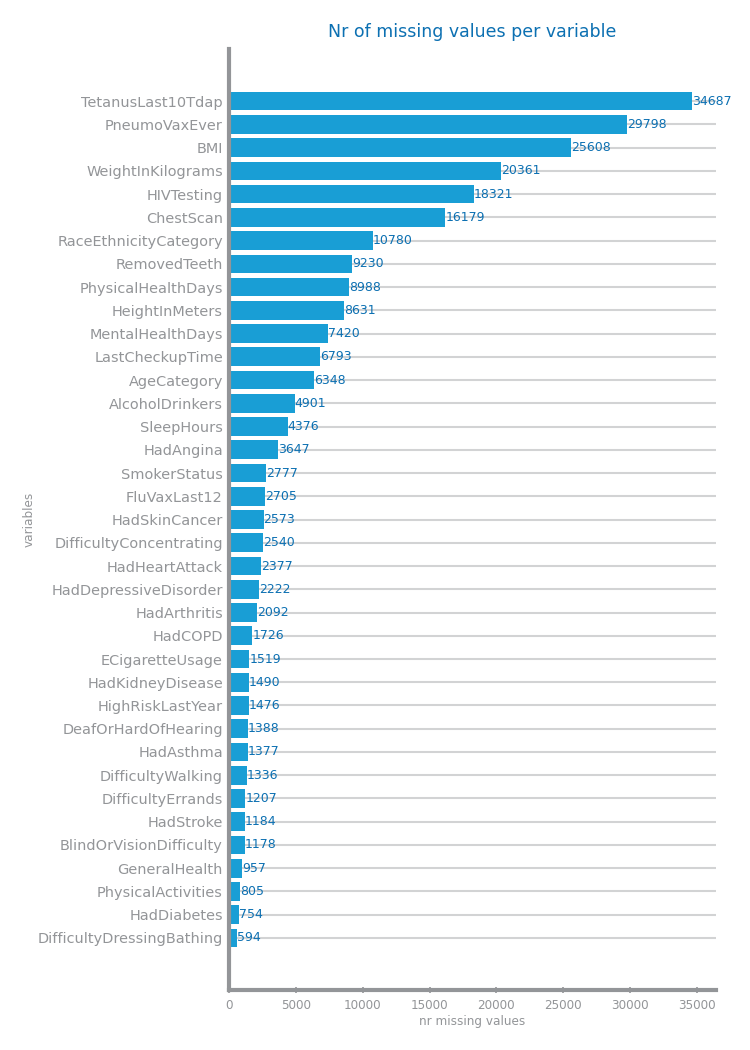 Nr of missing values per variable
TetanusLast10Tdap 34687
PneumoVaxEver 29798
BMI 25608
WeightInKilograms 20361
HIVTesting 18321
ChestScan 16179
RaceEthnicityCategory 10780
RemovedTeeth 9230
PhysicalHealthDays 8988
HeightInMeters 8631
MentalHealthDays 7420
LastCheckupTime 6793
AgeCategory 6348
AlcoholDrinkers 4901
SleepHours 4376
HadAngina 3647
SmokerStatus 2777
FluVaxLast12 2705
HadSkinCancer 2573
DifficultyConcentrating 2540
HadHeartAttack 2377
HadDepressiveDisorder 2222
HadArthritis 2092
HadCOPD 1726
ECigaretteUsage 1519
HadKidneyDisease 1490
HighRiskLastYear 1476
DeafOrHardOfHearing 1388
HadAsthma 1377
DifficultyWalking 1336
DifficultyErrands 1207
HadStroke 1184
BlindOrVisionDifficulty 1178
GeneralHealth 957
PhysicalActivities 805
HadDiabetes 754
DifficultyDressingBathing 594
variables
0 5000 10000 15000 20000 25000 30000 35000
nr missing values